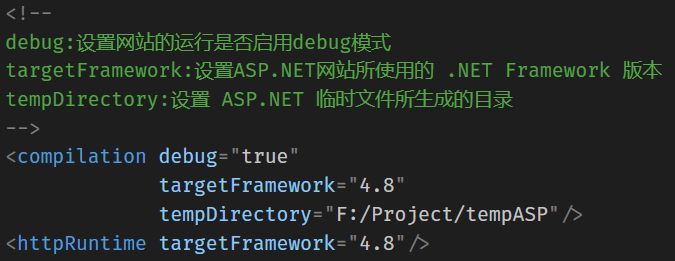 <!--
debug:设置网站的运行是否启用debug模式
targetFramework:设置ASP.NET网站所使用的 .NET Framework 版本
tempDirectory:设置 ASP.NET 临时文件所生成的目录
-->
<compilation debug="true"
targetFramework="4.8"
tempDirectory="F:/Project/tempASP"/>
<httpRuntime targetFramework="4.8"/>